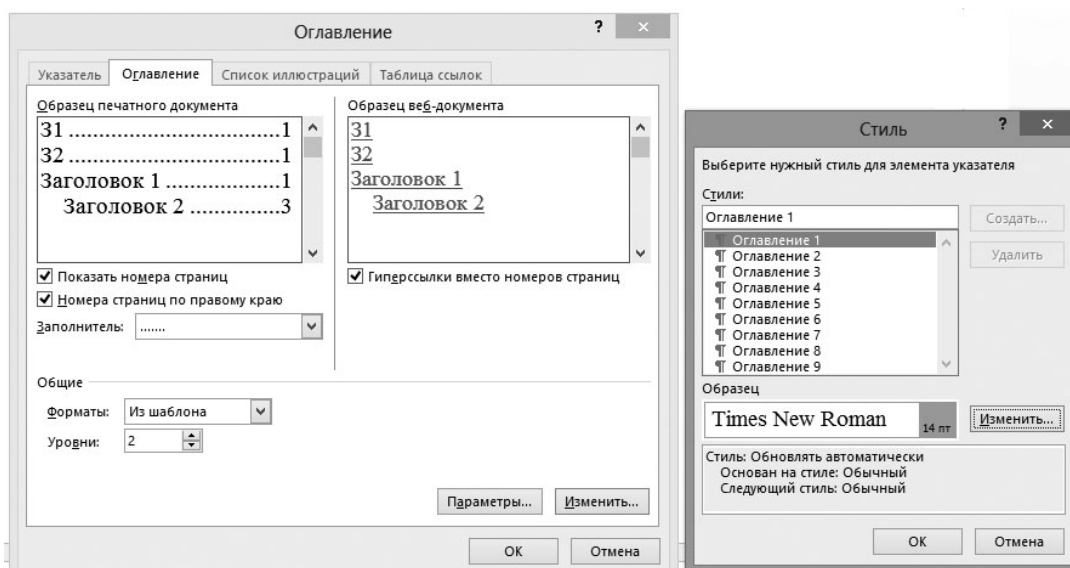 Оглавление
?
Указатель Оглавление Список иллюстраций Таблица ссылок
Образец печатного документа
З1 ....................................1
З2 ....................................1
Заголовок 1 ...................1
Заголовок 2 ...............3
Показать номера страниц
Номера страниц по правому краю
Заполнитель: .......
Образец веб-документа
З1
З2
Заголовок 1
Заголовок 2
Гиперссылки вместо номеров страниц
Общие
Форматы: Из шаблона
Уровни: 2
Параметры... Изменить...
ОК Отмена
Стиль
?
Выберите нужный стиль для элемента указателя
Стили:
Оглавление 1 Создать...
¶ Оглавление 1
¶ Оглавление 2 Удалить
¶ Оглавление 3
¶ Оглавление 4
¶ Оглавление 5
¶ Оглавление 6
¶ Оглавление 7
¶ Оглавление 8
¶ Оглавление 9
Образец
Times New Roman 14 пт Изменить...
Стиль: Обновлять автоматически
Основан на стиле: Обычный
Следующий стиль: Обычный
ОК Отмена